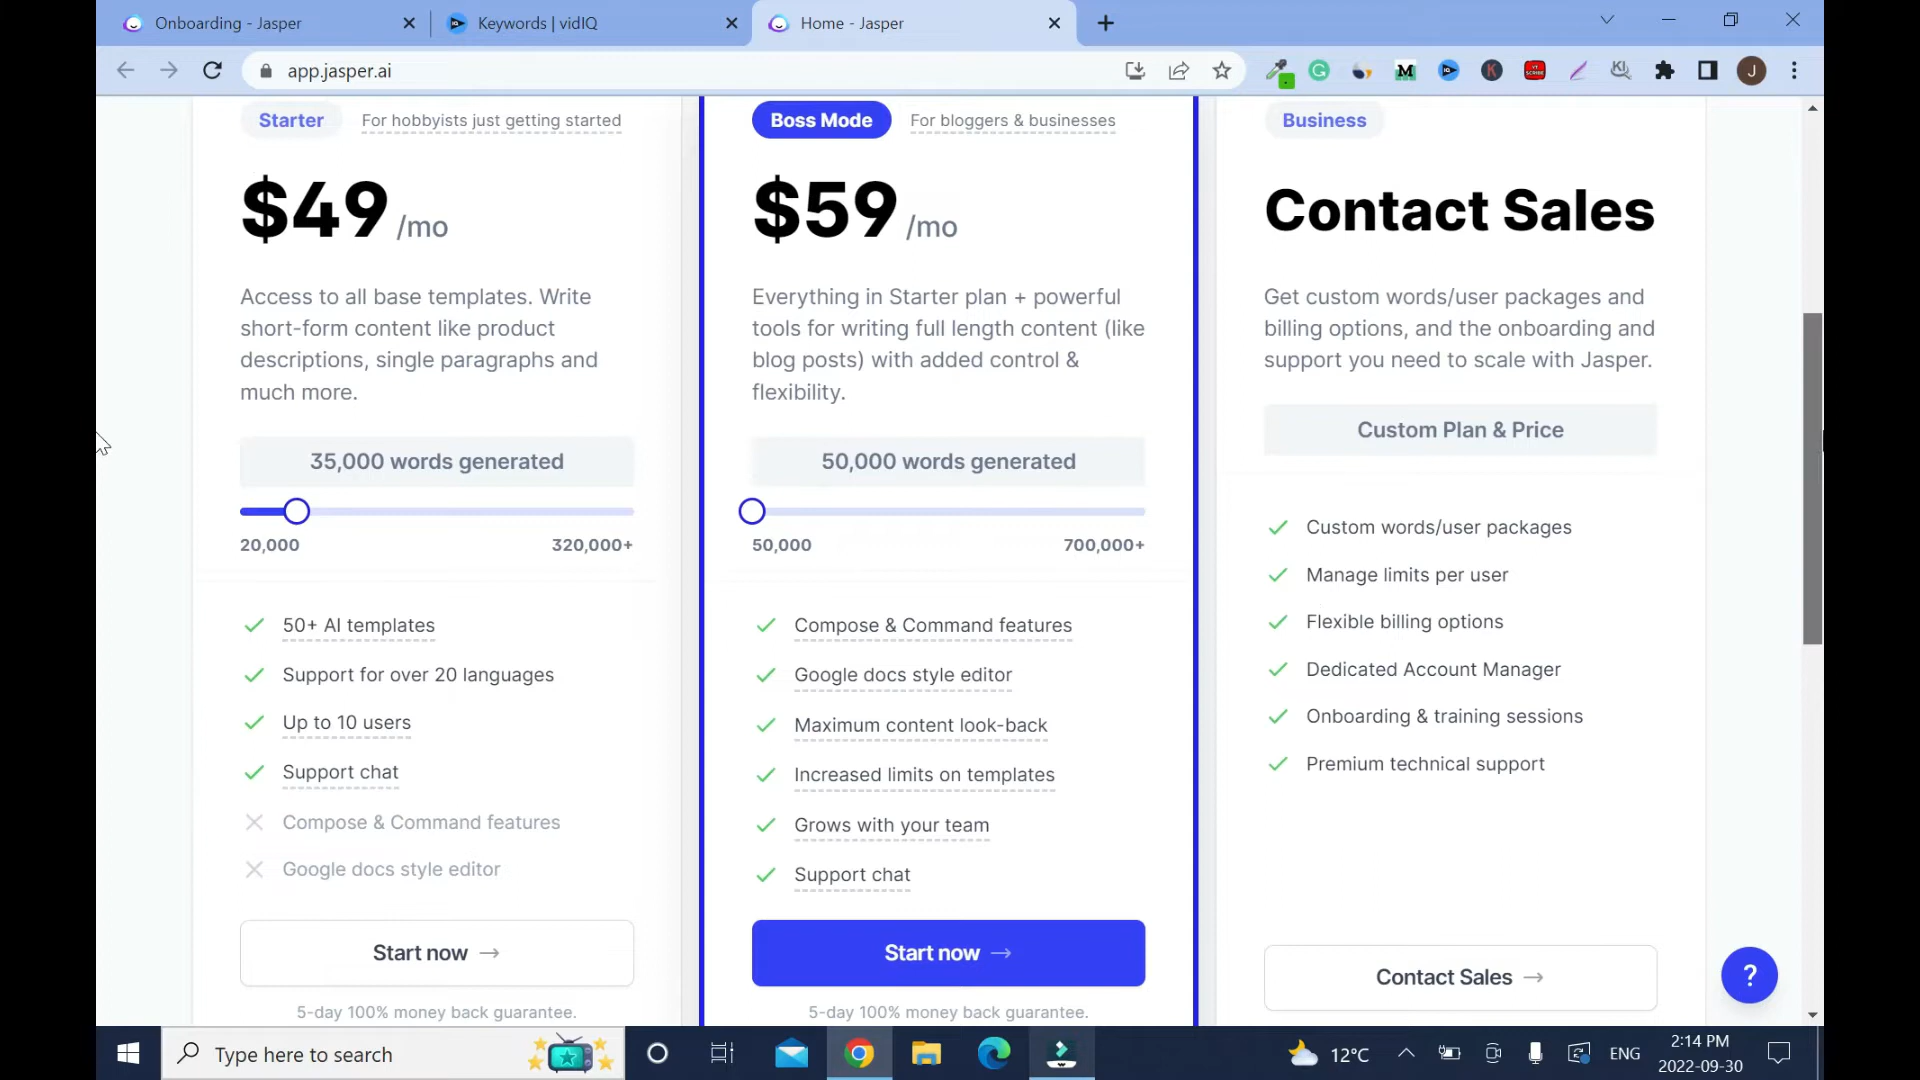 Onboarding - Jasper
Keywords | vidIQ
Home - Jasper
app.jasper.ai
Starter
For hobbyists just getting started
$49 /mo
Access to all base templates. Write
short-form content like product
descriptions, single paragraphs and
much more.
35,000 words generated
20,000
320,000+
50+ AI templates
Support for over 20 languages
Up to 10 users
Support chat
Compose & Command features
Google docs style editor
Start now →
5-day 100% money back guarantee.
Boss Mode
For bloggers & businesses
$59 /mo
Everything in Starter plan + powerful
tools for writing full length content (like
blog posts) with added control &
flexibility.
50,000 words generated
50,000
700,000+
Compose & Command features
Google docs style editor
Maximum content look-back
Increased limits on templates
Grows with your team
Support chat
Start now →
5-day 100% money back guarantee.
Business
Contact Sales
Get custom words/user packages and
billing options, and the onboarding and
support you need to scale with Jasper.
Custom Plan & Price
Custom words/user packages
Manage limits per user
Flexible billing options
Dedicated Account Manager
Onboarding & training sessions
Premium technical support
Contact Sales →
?
Type here to search
12°C
ENG
2:14 PM
2022-09-30